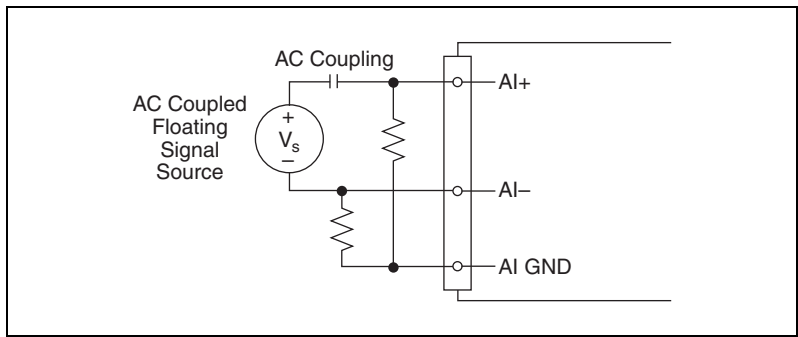 AC Coupling
AC Coupled
Floating
Signal
Source
+
Vs
–
AI+
AI–
AI GND